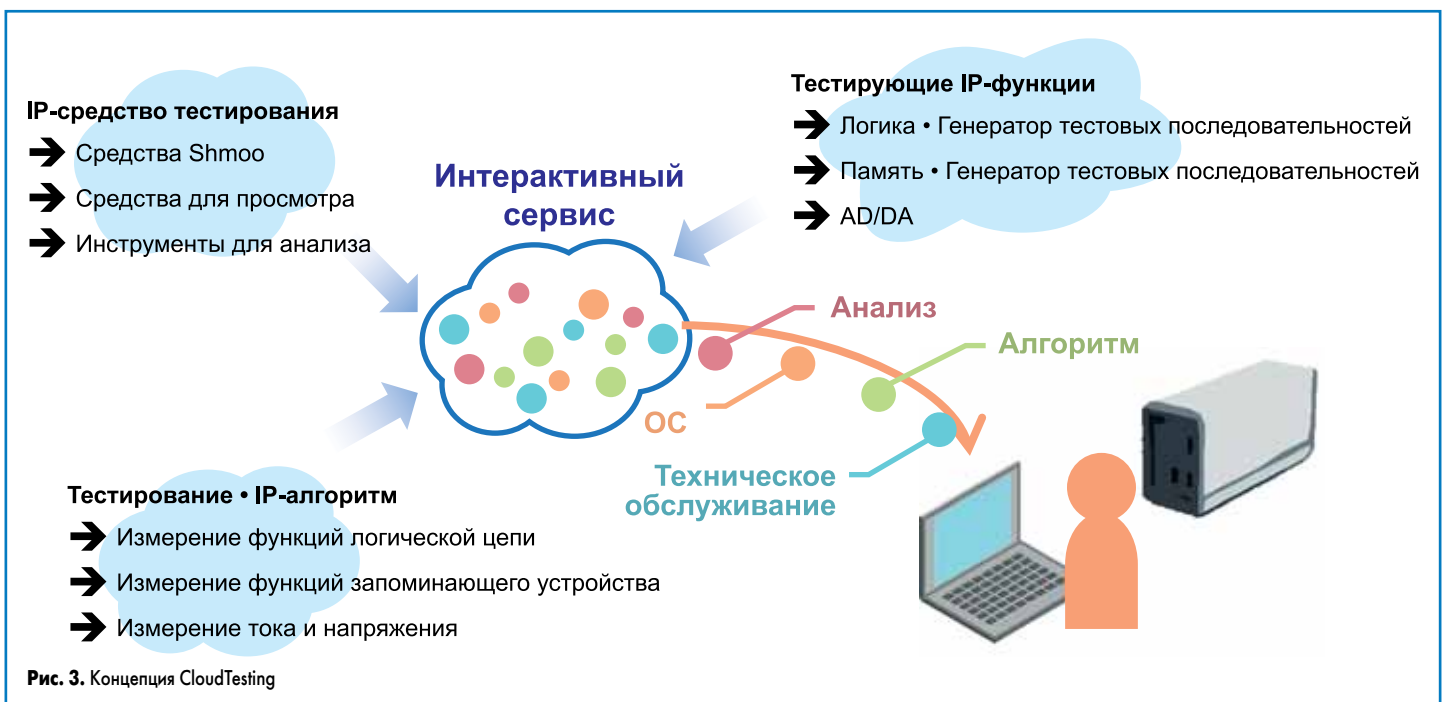 IP-средство тестирования
➔ Средства Shmoo
➔ Средства для просмотра
➔ Инструменты для анализа
Тестирующие IP-функции
➔ Логика • Генератор тестовых последовательностей
➔ Память • Генератор тестовых последовательностей
➔ AD/DA
Интерактивный
сервис
Анализ
Алгоритм
ОС
Техническое
обслуживание
Тестирование • IP-алгоритм
➔ Измерение функций логической цепи
➔ Измерение функций запоминающего устройства
➔ Измерение тока и напряжения
Рис. 3. Концепция CloudTesting